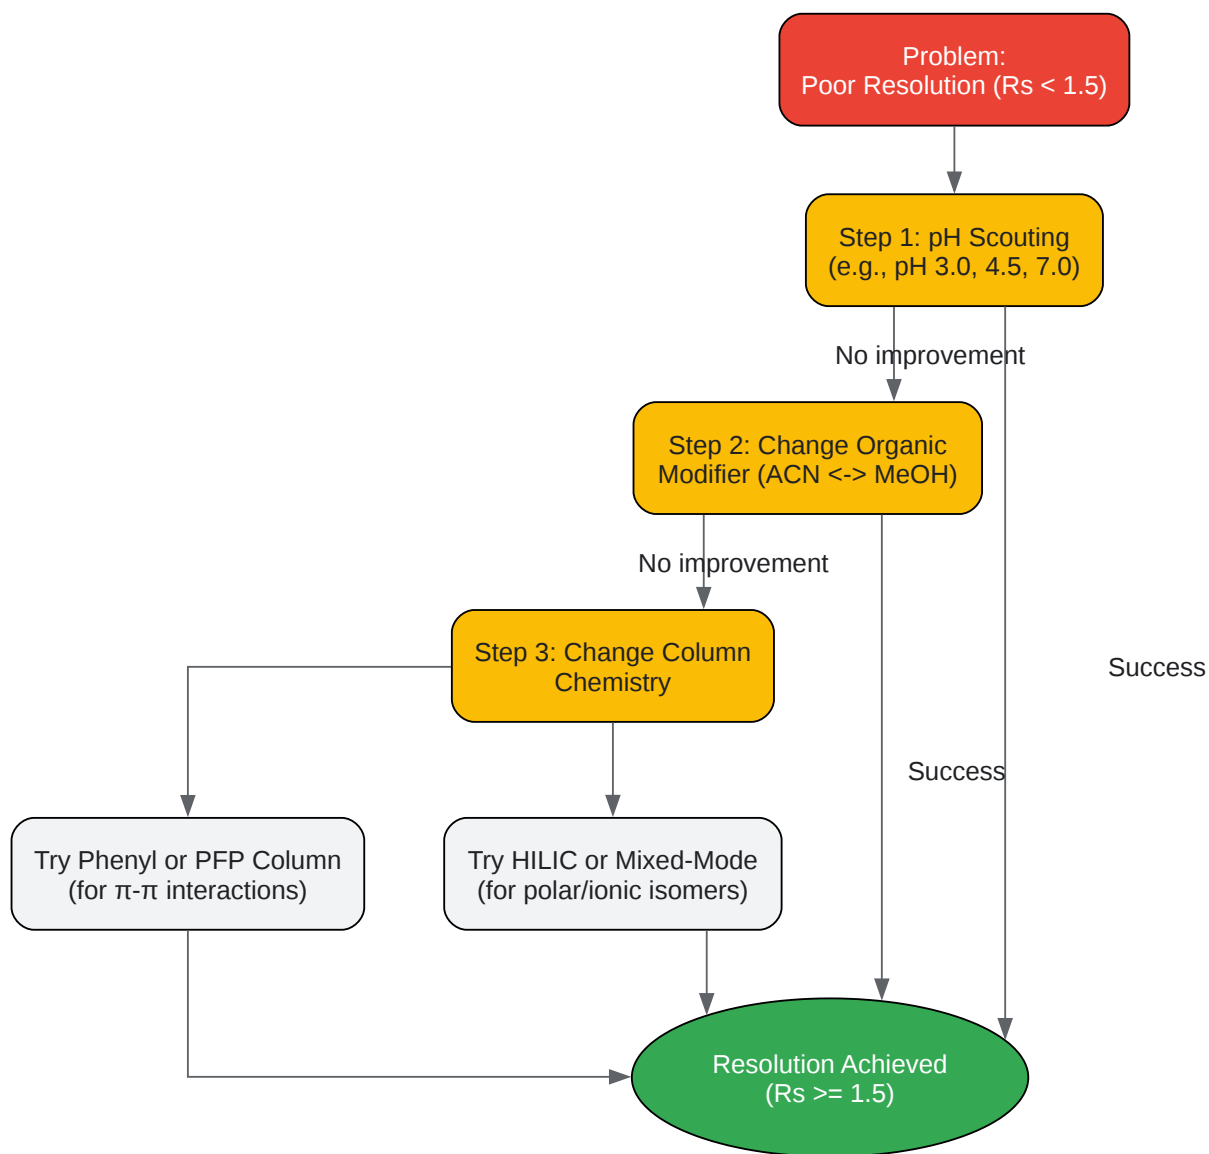 Problem:
Poor Resolution (Rs < 1.5)
Step 1: pH Scouting
(e.g., pH 3.0, 4.5, 7.0)
No improvement
Step 2: Change Organic
Modifier (ACN <-> MeOH)
No improvement
Step 3: Change Column
Chemistry
Success
Success
Try Phenyl or PFP Column
(for π-π interactions)
Try HILIC or Mixed-Mode
(for polar/ionic isomers)
Resolution Achieved
(Rs >= 1.5)